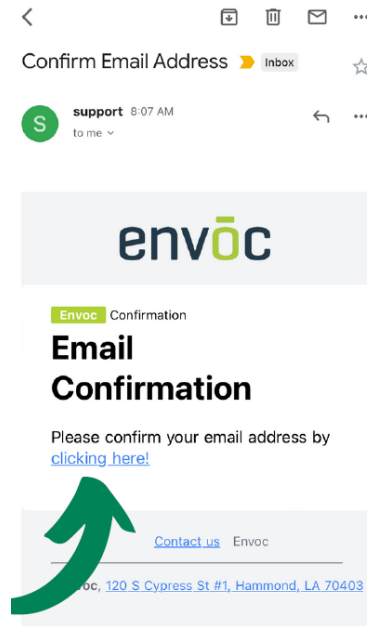 Confirm Email Address Inbox
S support 8:07 AM
to me
envōc
Envoc Confirmation
Email
Confirmation
Please confirm your email address by
clicking here!
Contact us Envoc
120 S Cypress St #1, Hammond, LA 70403